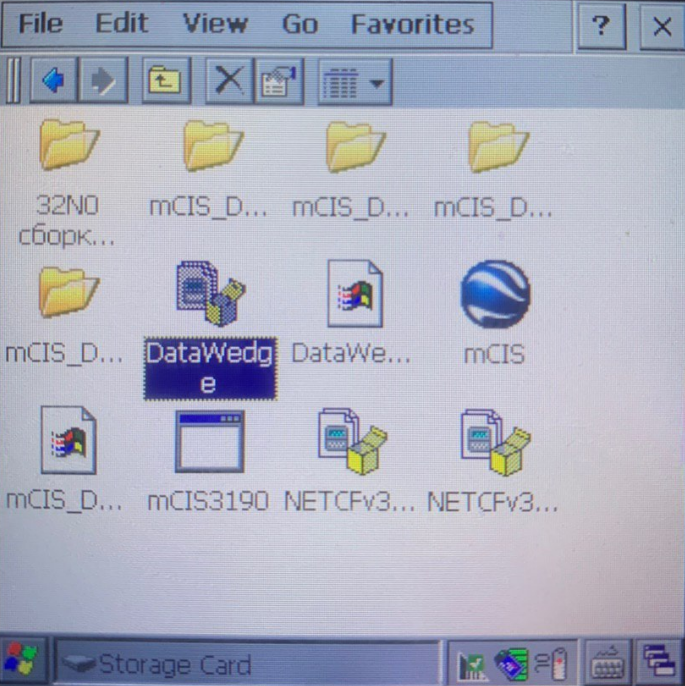 File Edit View Go Favorites ? ×
32N0 mCIS_D... mCIS_D... mCIS_D...
сборк...
mCIS_D... DataWedg DataWe... mCIS
e
mCIS_D... mCIS3190 NETCFv3... NETCFv3...
Storage Card